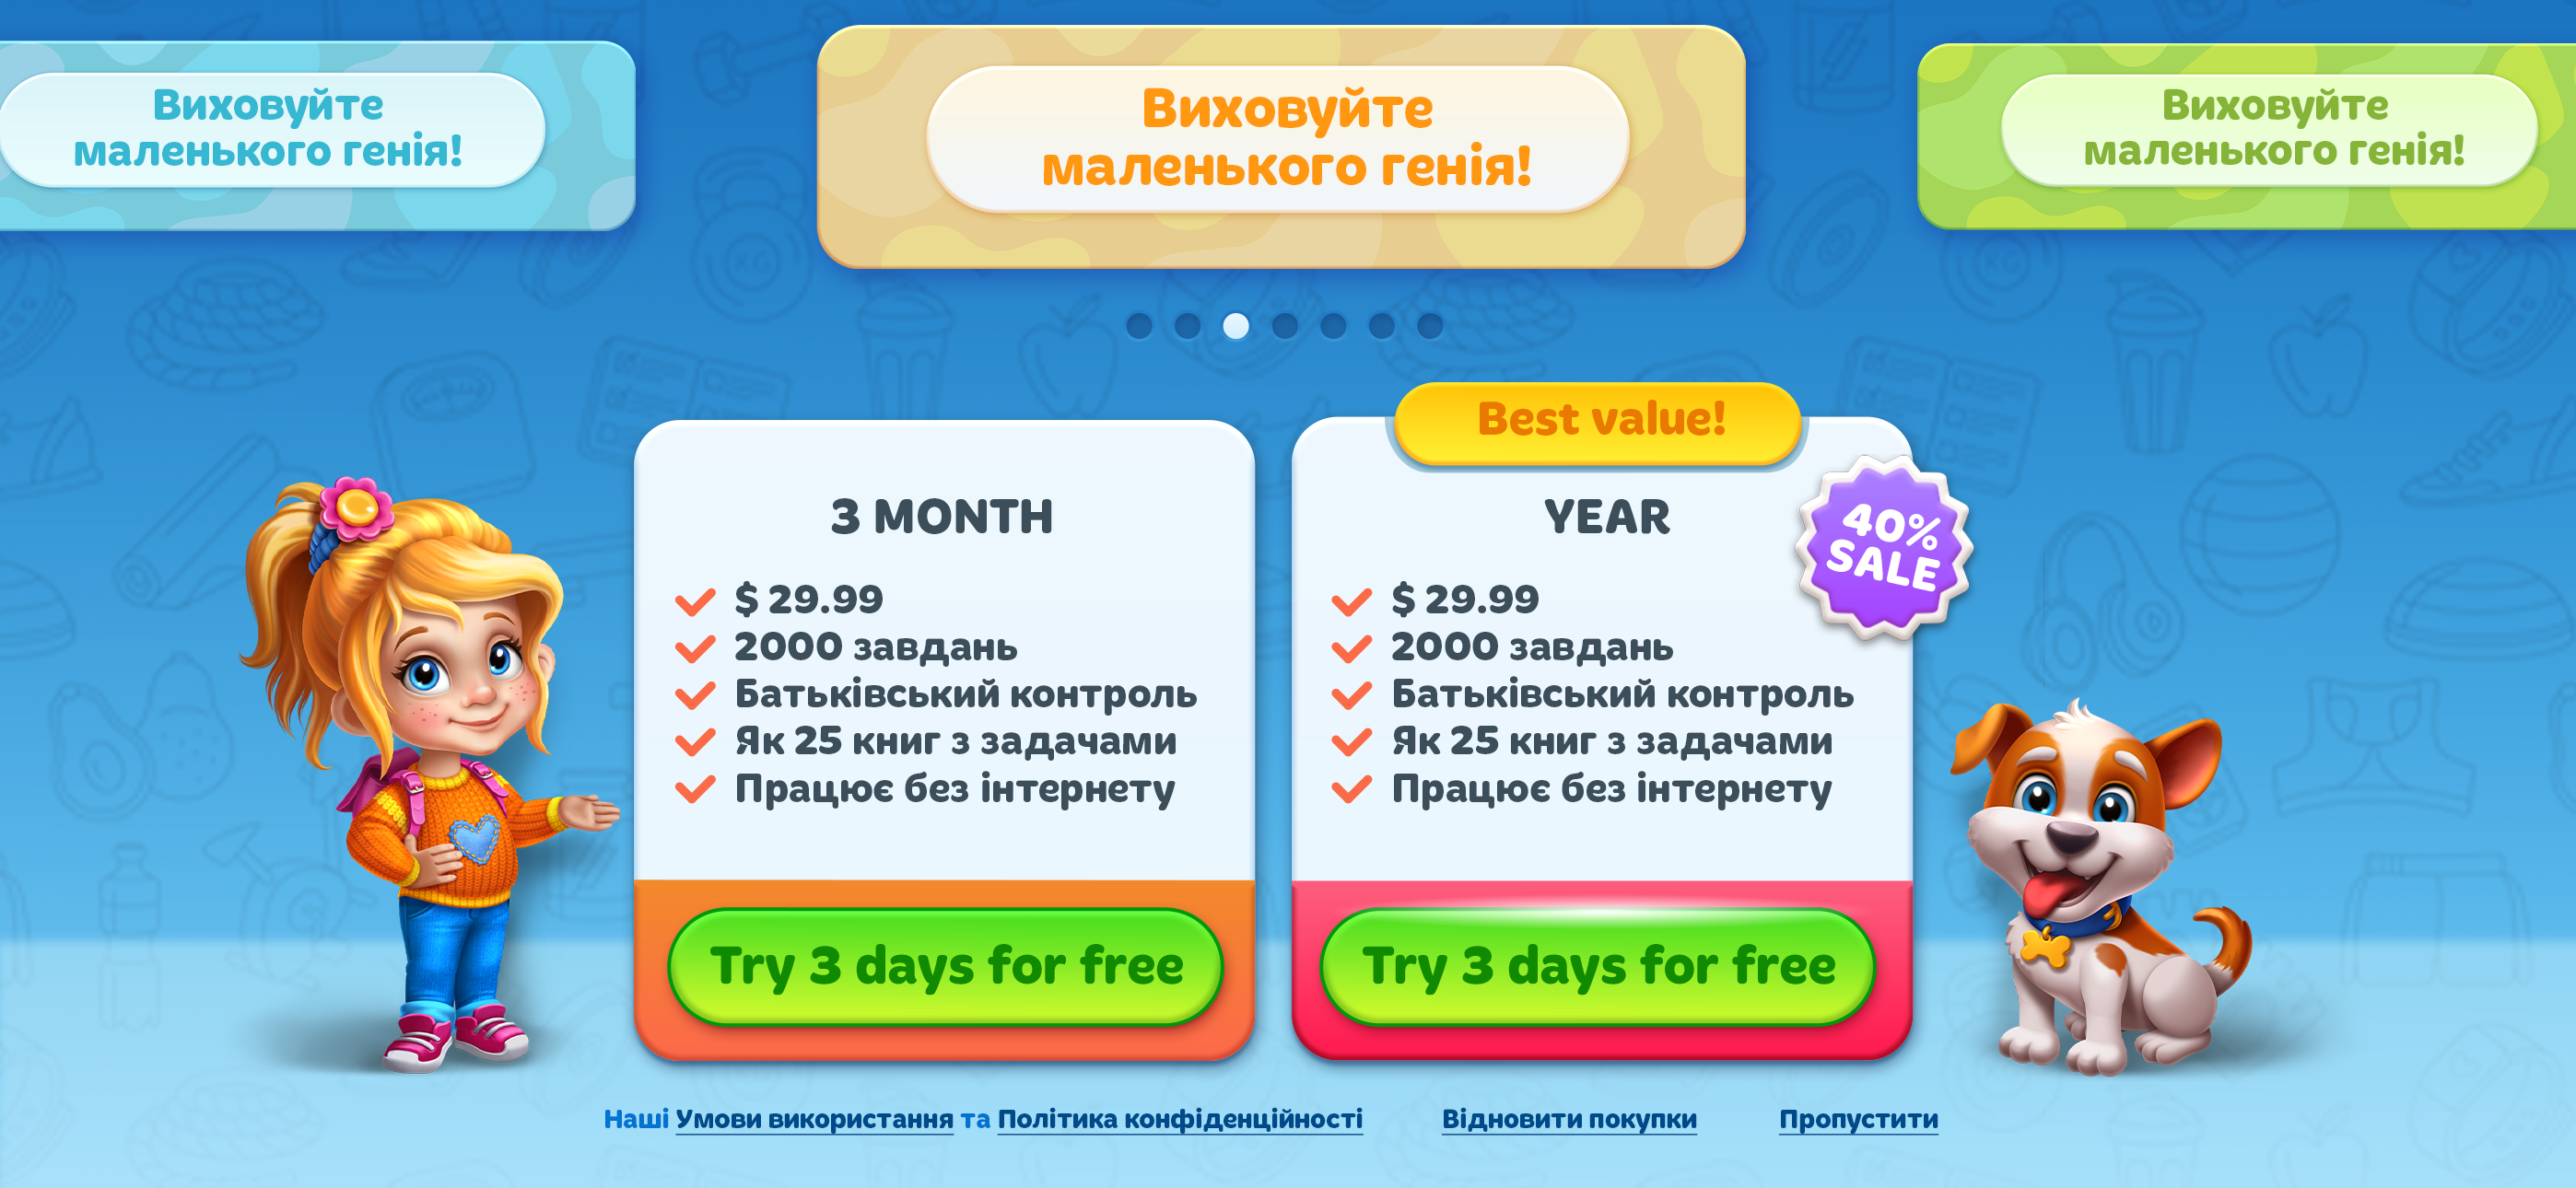 Виховуйте
маленького генія!
Виховуйте
маленького генія!
Виховуйте
маленького генія!
3 MONTH
$ 29.99
2000 завдань
Батьківський контроль
Як 25 книг з задачами
Працює без інтернету
Try 3 days for free
Best value!
YEAR
40%
SALE
$ 29.99
2000 завдань
Батьківський контроль
Як 25 книг з задачами
Працює без інтернету
Try 3 days for free
Наші Умови використання та Політика конфіденційності
Відновити покупки
Пропустити
KG
KG